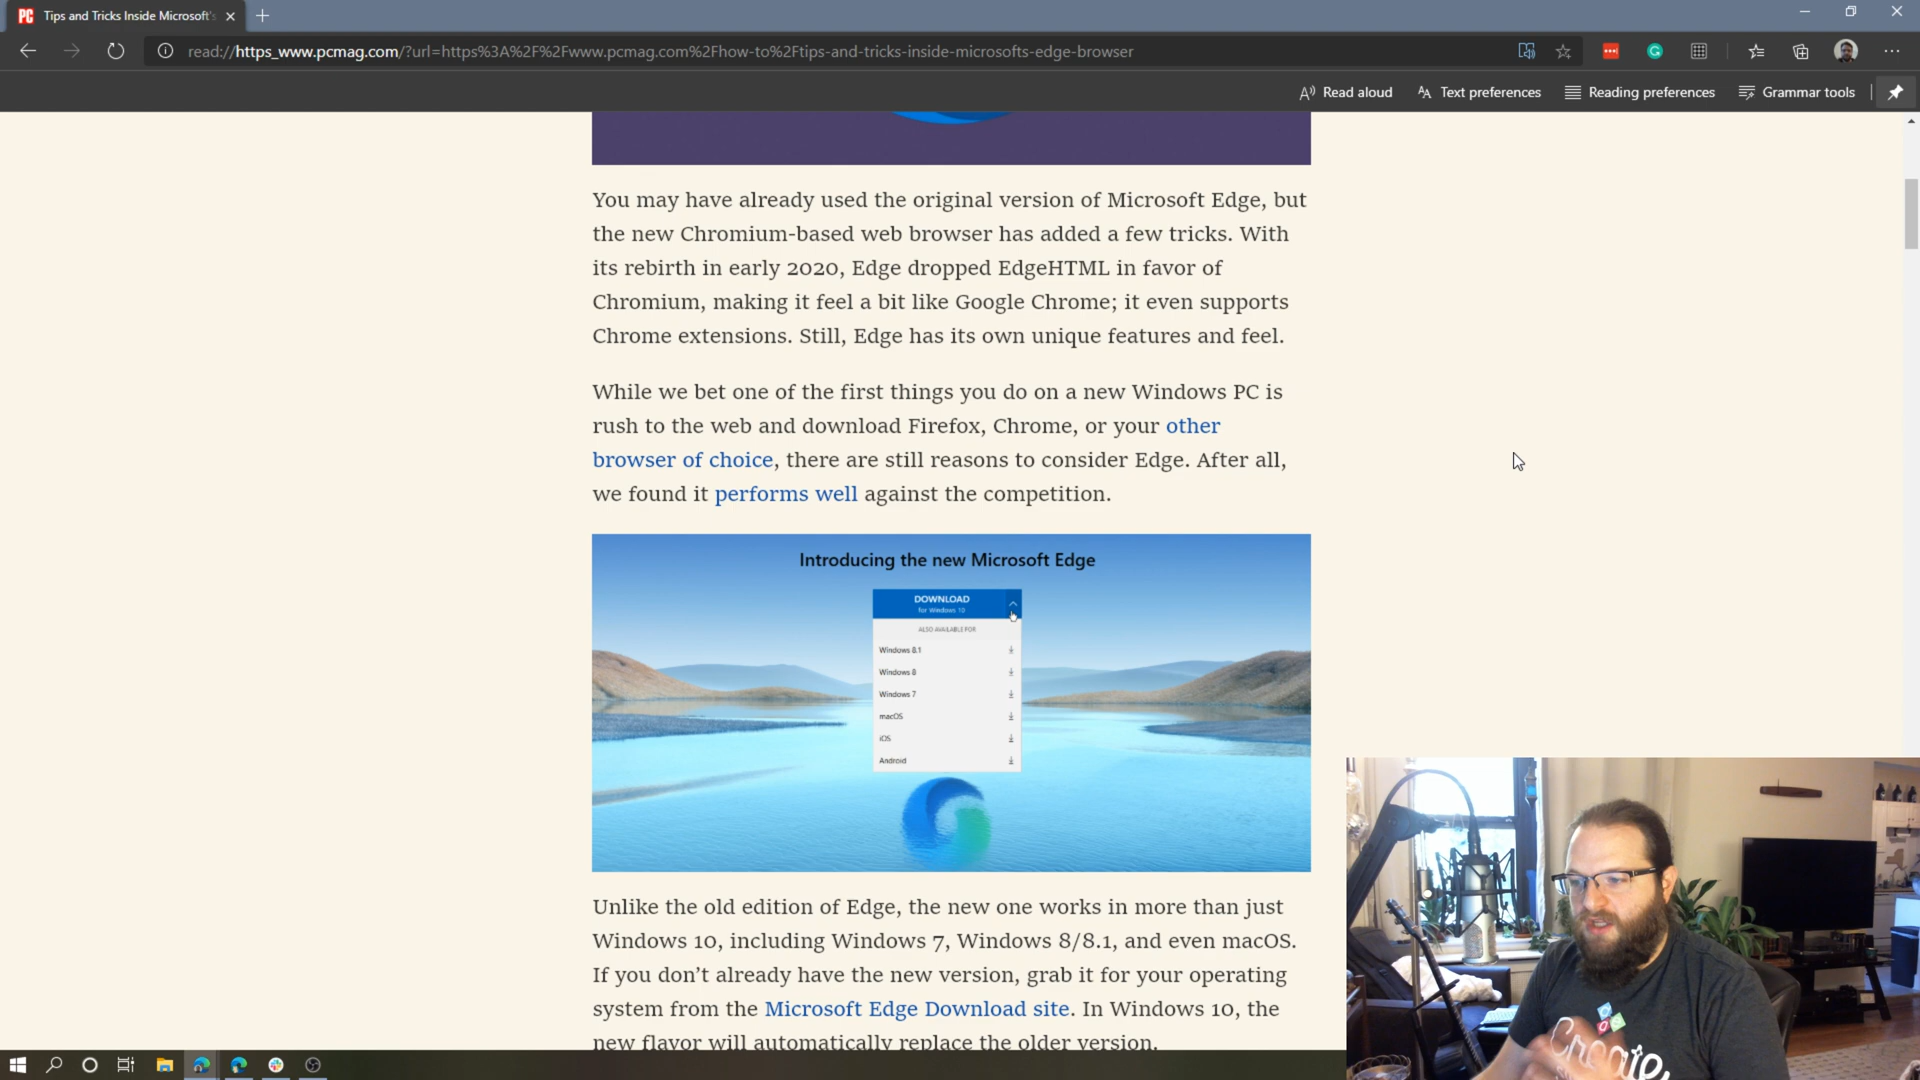 PC Tips and Tricks Inside Microsoft's
read://https_www.pcmag.com/?url=https%3A%2F%2Fwww.pcmag.com%2Fhow-to%2Ftips-and-tricks-inside-microsofts-edge-browser
Read aloud Text preferences Reading preferences Grammar tools
You may have already used the original version of Microsoft Edge, but
the new Chromium-based web browser has added a few tricks. With
its rebirth in early 2020, Edge dropped EdgeHTML in favor of
Chromium, making it feel a bit like Google Chrome; it even supports
Chrome extensions. Still, Edge has its own unique features and feel.
While we bet one of the first things you do on a new Windows PC is
rush to the web and download Firefox, Chrome, or your other
browser of choice, there are still reasons to consider Edge. After all,
we found it performs well against the competition.
Introducing the new Microsoft Edge
DOWNLOAD
for Windows 10
ALSO AVAILABLE FOR
Windows 8.1
Windows 8
Windows 7
macOS
iOS
Android
Unlike the old edition of Edge, the new one works in more than just
Windows 10, including Windows 7, Windows 8/8.1, and even macOS.
If you don't already have the new version, grab it for your operating
system from the Microsoft Edge Download site. In Windows 10, the
new flavor will automatically replace the older version.
Create